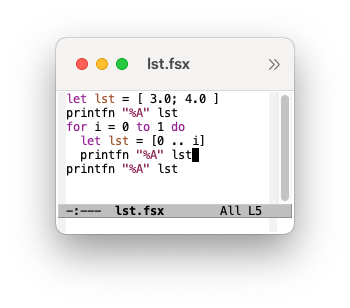 lst.fsx
let lst = [ 3.0; 4.0 ]
printfn "%A" lst
for i = 0 to 1 do
  let lst = [0 .. i]
  printfn "%A" lst
printfn "%A" lst
-:---  lst.fsx        All L5